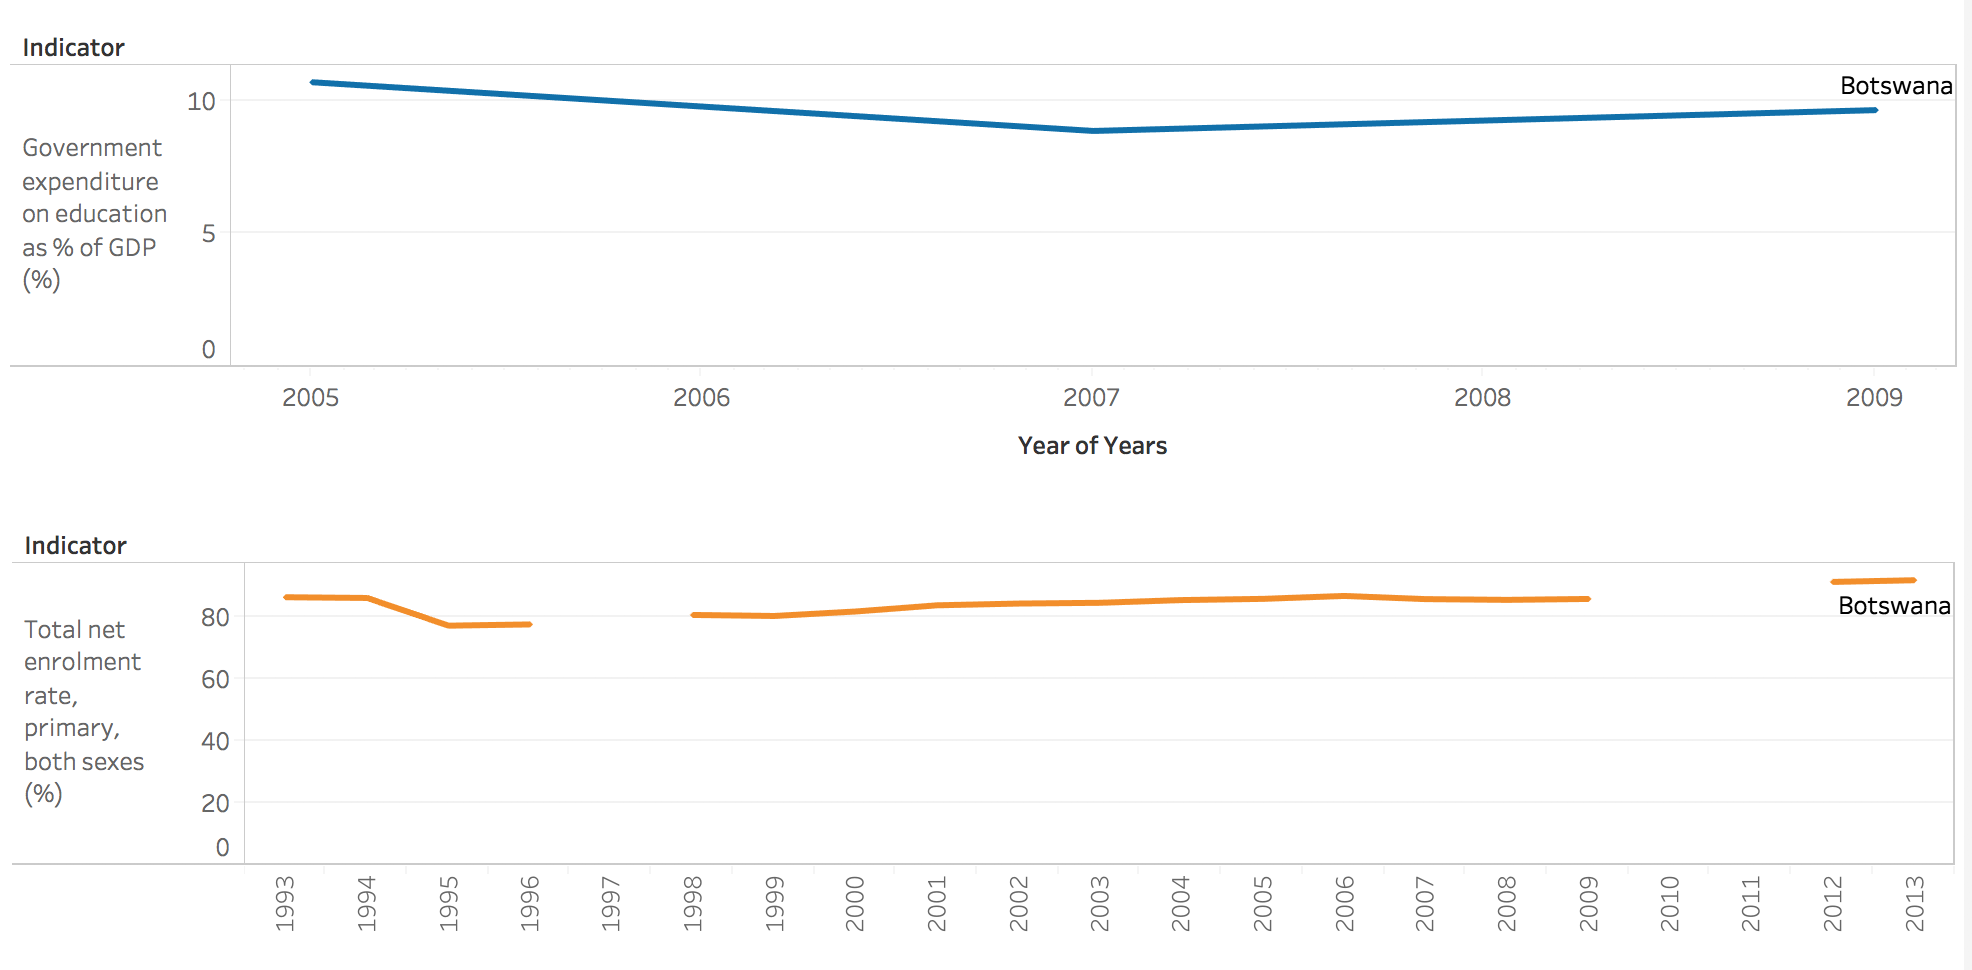 Indicator
Botswana
10
Government
expenditure
on education
as % of GDP
(%)
5
0
2005 2006 2007 2008 2009
Year of Years
Indicator
Total net
enrolment
rate,
primary,
both sexes
(%)
80
60
40
20
0
Botswana
1993 1994 1995 1996 1997 1998 1999 2000 2001 2002 2003 2004 2005 2006 2007 2008 2009 2010 2011 2012 2013